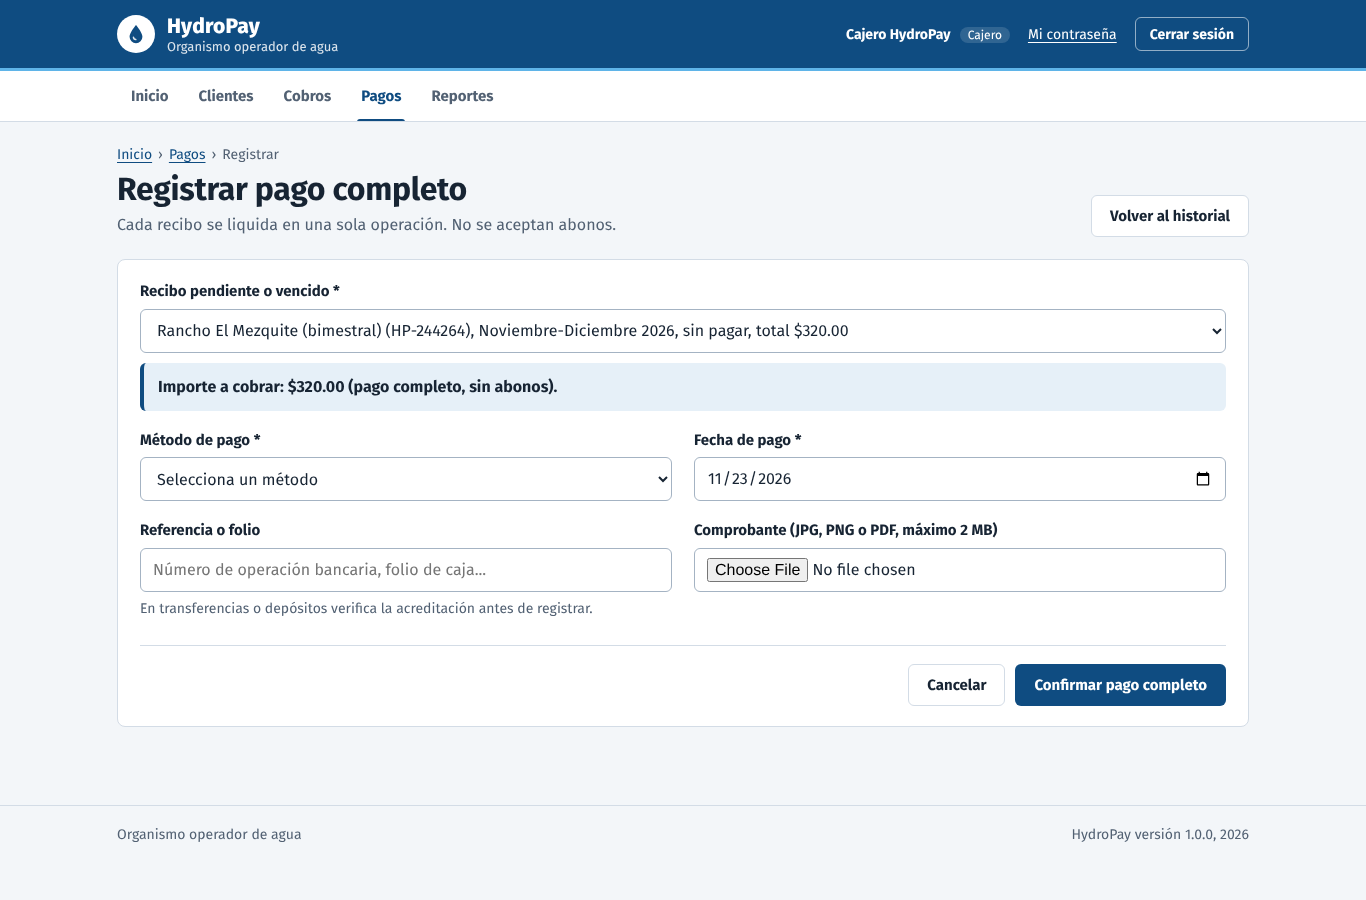 HydroPay
Organismo operador de agua
Cajero HydroPay Cajero Mi contraseña Cerrar sesión
Inicio Clientes Cobros Pagos Reportes
Inicio › Pagos › Registrar
Registrar pago completo
Cada recibo se liquida en una sola operación. No se aceptan abonos.
Volver al historial
Recibo pendiente o vencido *
Rancho El Mezquite (bimestral) (HP-244264), Noviembre-Diciembre 2026, sin pagar, total $320.00
Importe a cobrar: $320.00 (pago completo, sin abonos).
Método de pago *
Selecciona un método
Fecha de pago *
11/23/2026
Referencia o folio
Número de operación bancaria, folio de caja...
En transferencias o depósitos verifica la acreditación antes de registrar.
Comprobante (JPG, PNG o PDF, máximo 2 MB)
Choose File No file chosen
Cancelar Confirmar pago completo
Organismo operador de agua
HydroPay versión 1.0.0, 2026